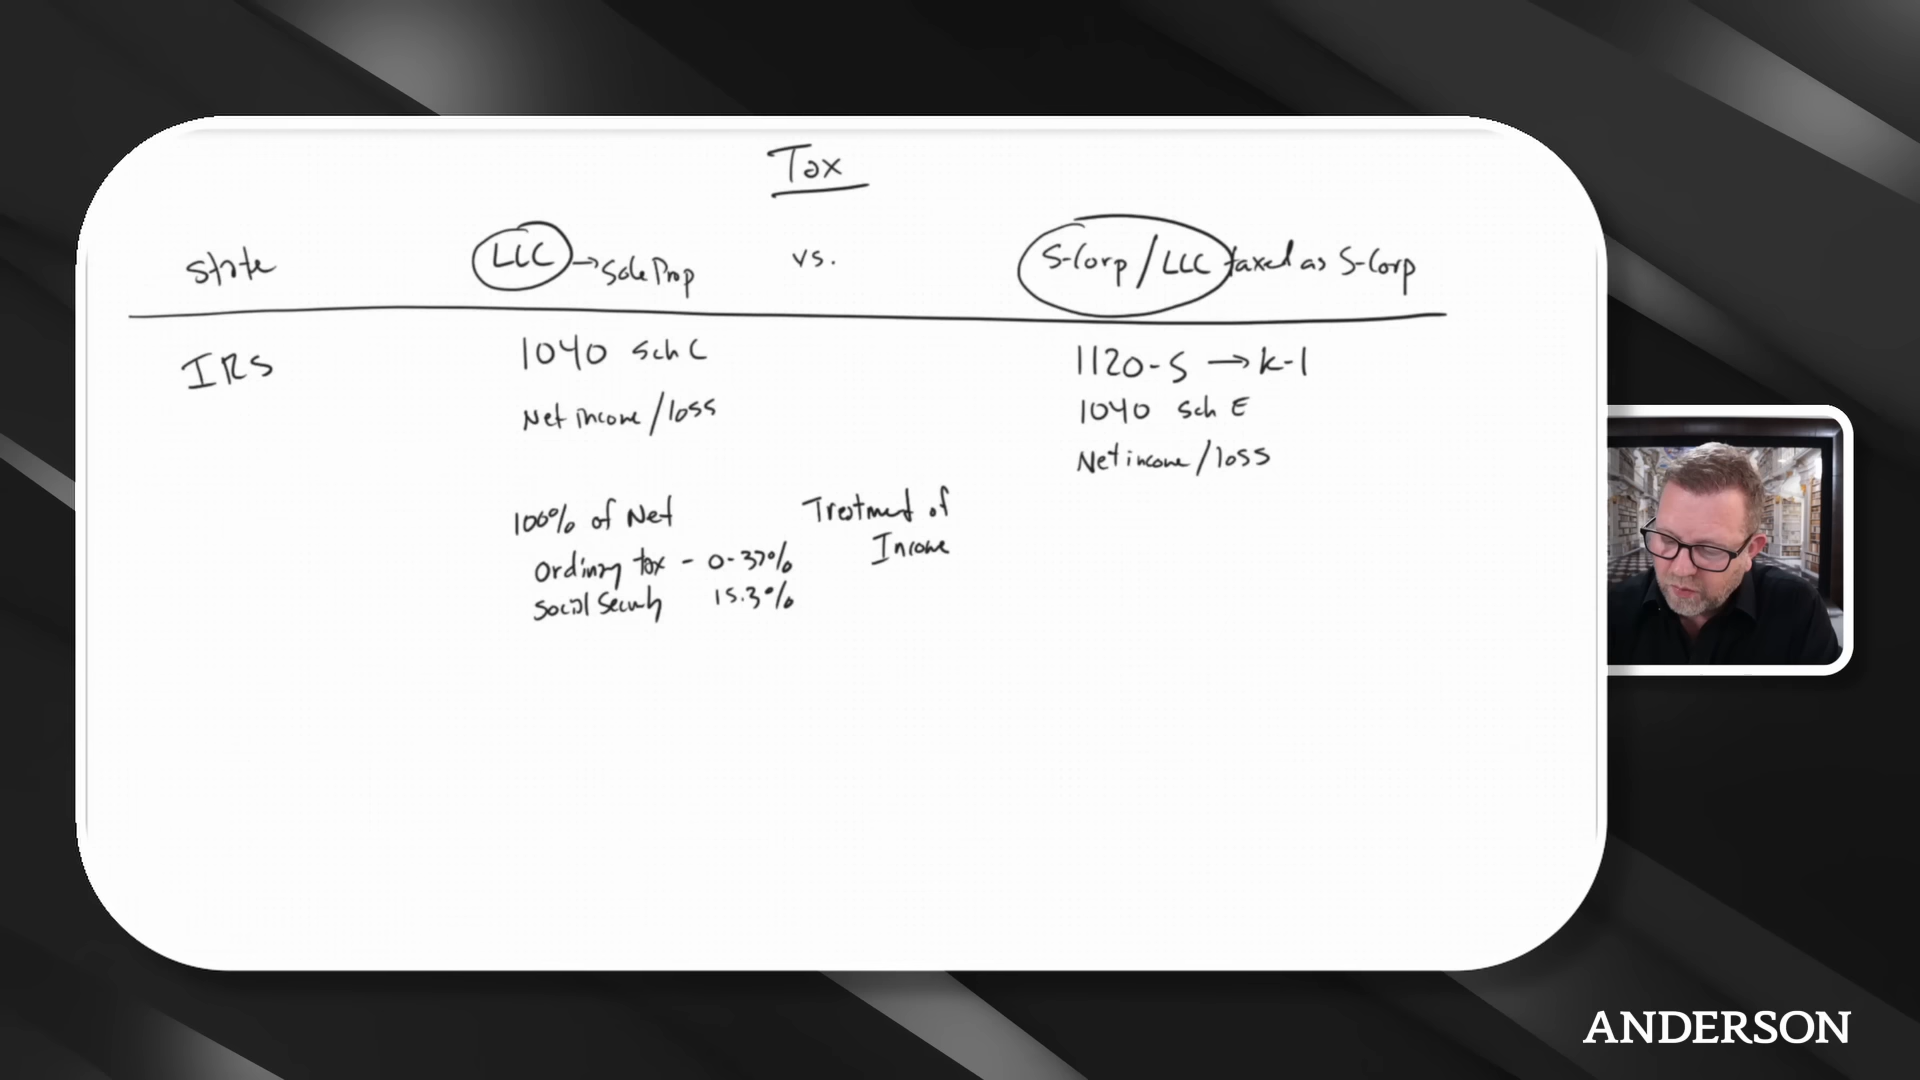 Tax
State
LLC → Sole Prop
vs.
S-Corp / LLC taxed as S-Corp
IRS
1040 Sch C
Net income / loss
1120-S → K-1
1040 Sch E
Net income / loss
100% of Net
Ordinary tax - 0-37%
Social Security 15.3%
Treatment of
Income
ANDERSON